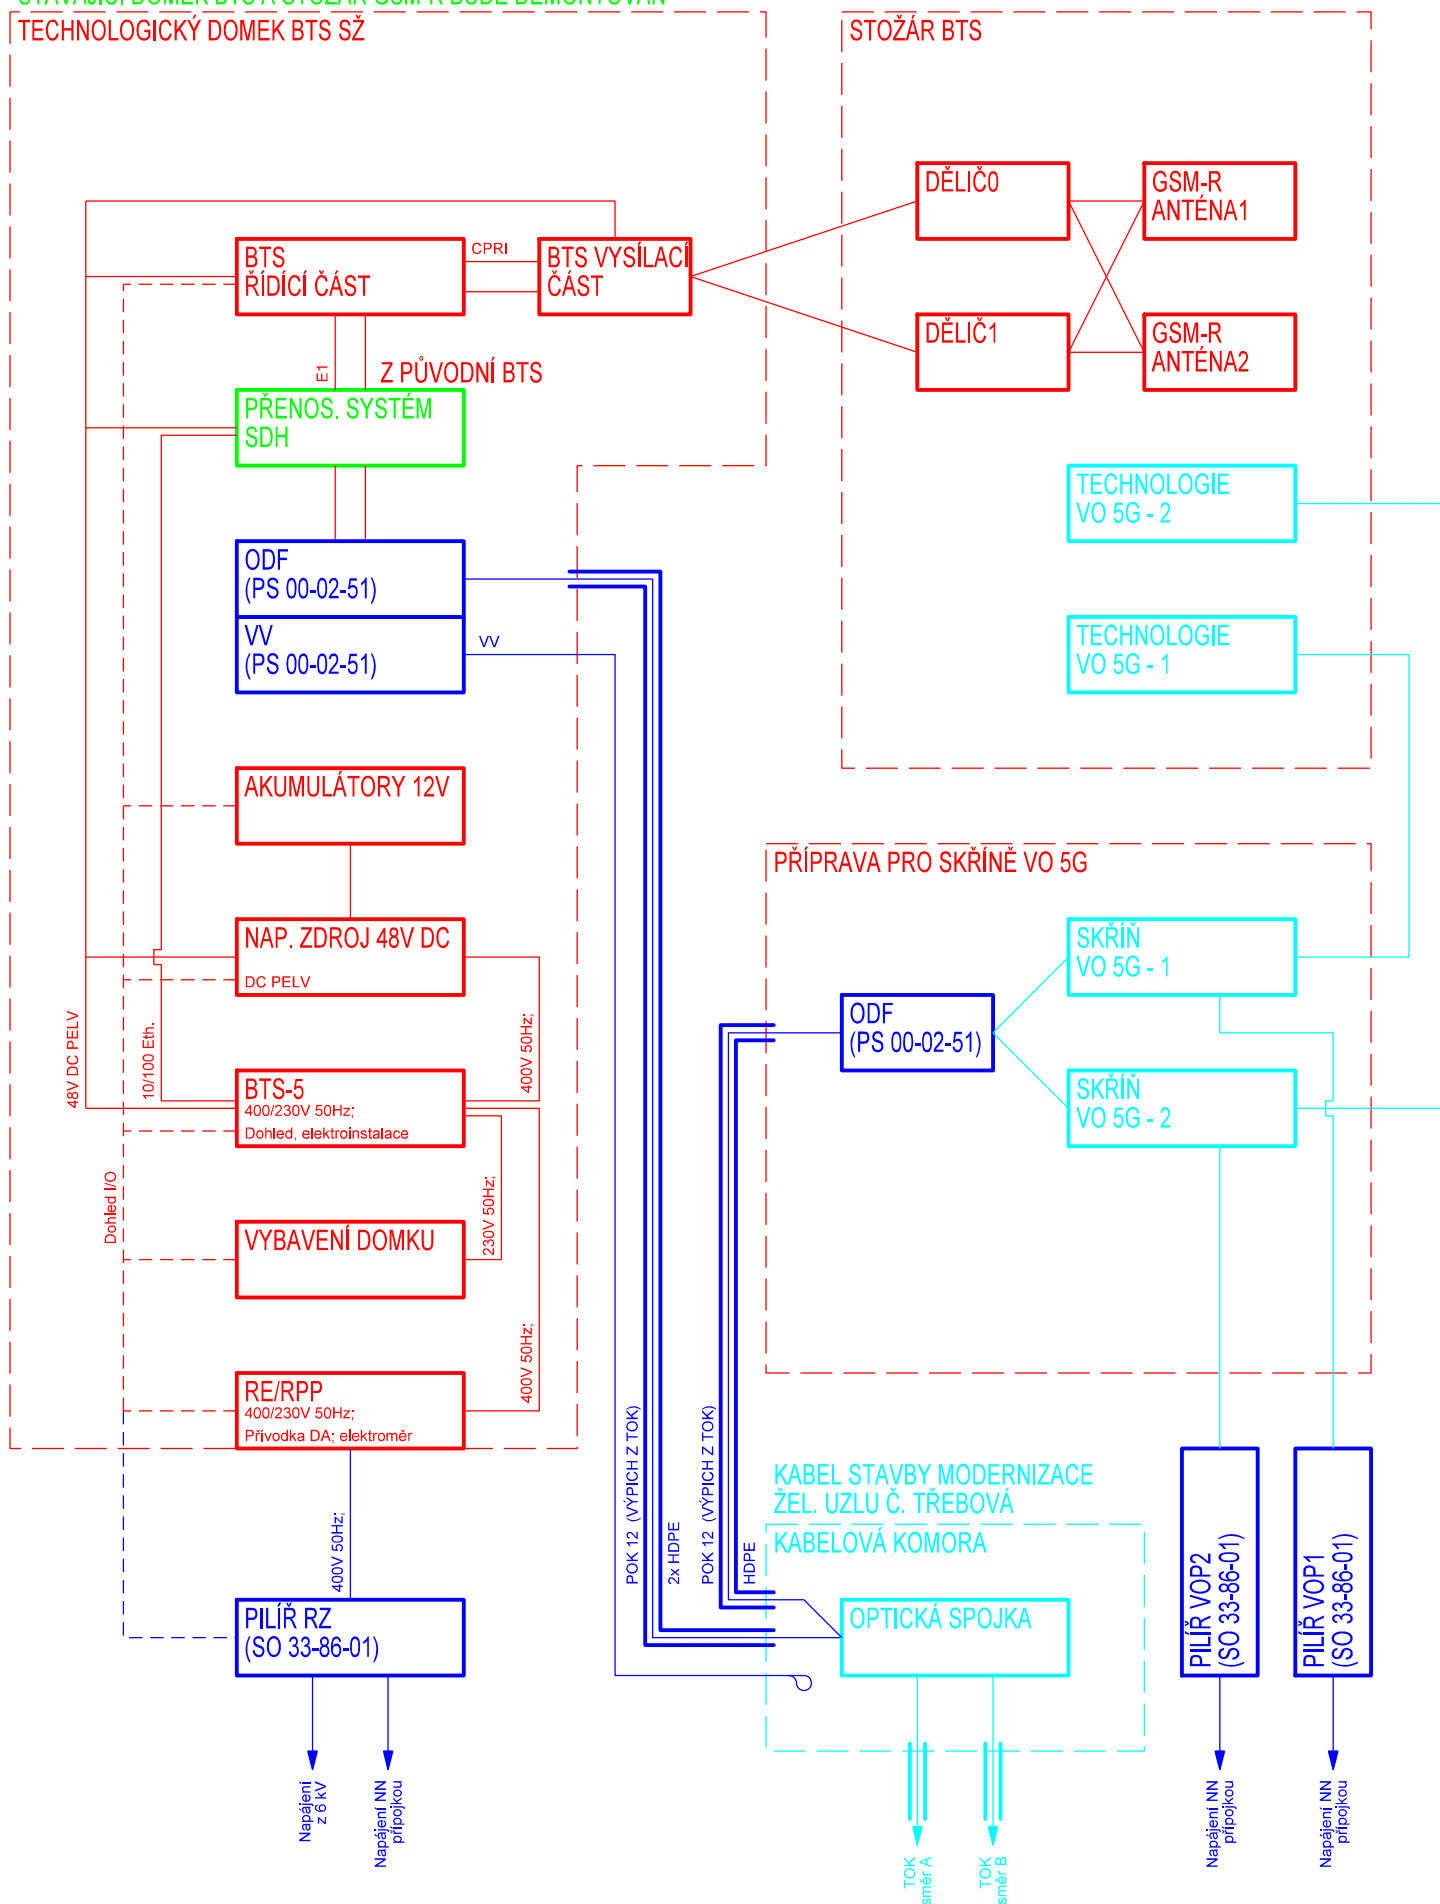 TECHNOLOGICKÝ DOMEK BTS SŽ
STOŽÁR BTS
DĚLIČ0
GSM-R
ANTÉNA1
BTS
ŘÍDÍCÍ ČÁST
CPRI
BTS VYSÍLACÍ
ČÁST
DĚLIČ1
GSM-R
ANTÉNA2
E1
Z PŮVODNÍ BTS
PŘENOS. SYSTÉM
SDH
TECHNOLOGIE
VO 5G - 2
ODF
(PS 00-02-51)
VV
(PS 00-02-51)
VV
TECHNOLOGIE
VO 5G - 1
AKUMULÁTORY 12V
PŘÍPRAVA PRO SKŘÍNĚ VO 5G
NAP. ZDROJ 48V DC
DC PELV
SKŘÍŇ
VO 5G - 1
ODF
(PS 00-02-51)
48V DC PELV
10/100 Eth.
400V 50Hz;
BTS-5
400/230V 50Hz;
Dohled, elektroinstalace
SKŘÍŇ
VO 5G - 2
Dohled I/O
VYBAVENÍ DOMKU
230V 50Hz;
400V 50Hz;
RE/RPP
400/230V 50Hz;
Přívodka DA; elektroměr
POK 12 (VÝPICH Z TOK)
2x HDPE
POK 12 (VÝPICH Z TOK)
HDPE
KABEL STAVBY MODERNIZACE
ŽEL. UZLU Č. TŘEBOVÁ
KABELOVÁ KOMORA
400V 50Hz;
PILÍŘ RZ
(SO 33-86-01)
OPTICKÁ SPOJKA
PILÍŘ VOP2
(SO 33-86-01)
PILÍŘ VOP1
(SO 33-86-01)
Napájení
z 6 kV
Napájení NN
přípojkou
TOK
směr A
TOK
směr B
Napájení NN
přípojkou
Napájení NN
přípojkou